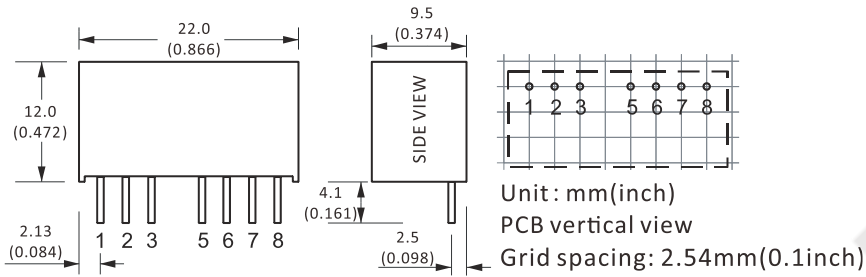 22.0
(0.866)
9.5
(0.374)
12.0
(0.472)
SIDE VIEW
1 2 3 5 6 7 8
4.1
(0.161)
2.13
(0.084)
1 2 3 5 6 7 8
2.5
(0.098)
Unit : mm(inch)
PCB vertical view
Grid spacing: 2.54mm(0.1inch)